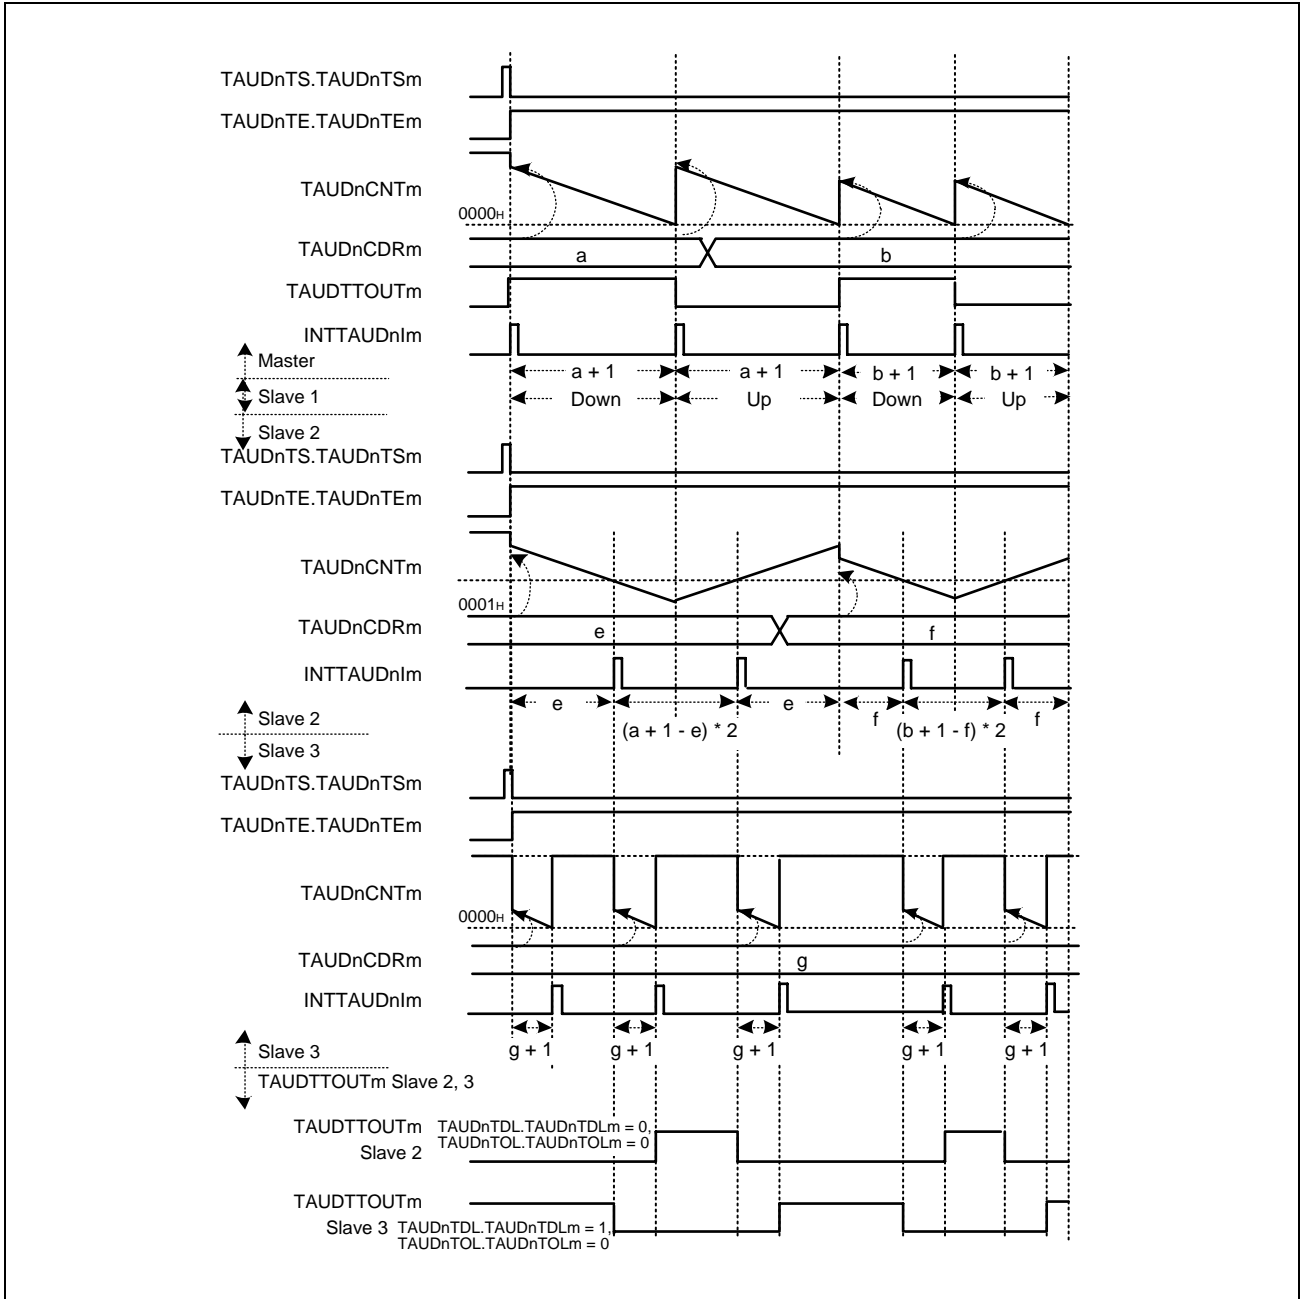 TAUDnTS.TAUDnTSm
TAUDnTE.TAUDnTEm
TAUDnCNTm
0000H
TAUDnCDRm
a b
TAUDTTOUTm
INTTAUDnIm
Master
a + 1 a + 1 b + 1 b + 1
Slave 1
Down Up Down Up
Slave 2
TAUDnTS.TAUDnTSm
TAUDnTE.TAUDnTEm
TAUDnCNTm
0001H
TAUDnCDRm
e f
INTTAUDnIm
e e f f
Slave 2
(a + 1 - e) * 2 (b + 1 - f) * 2
Slave 3
TAUDnTS.TAUDnTSm
TAUDnTE.TAUDnTEm
TAUDnCNTm
0000H
TAUDnCDRm
g
INTTAUDnIm
g + 1 g + 1 g + 1 g + 1 g + 1
Slave 3
TAUDTTOUTm Slave 2, 3
TAUDTTOUTm TAUDnTDL.TAUDnTDLm = 0,
TAUDnTOL.TAUDnTOLm = 0
Slave 2
TAUDTTOUTm
Slave 3 TAUDnTDL.TAUDnTDLm = 1,
TAUDnTOL.TAUDnTOLm = 0